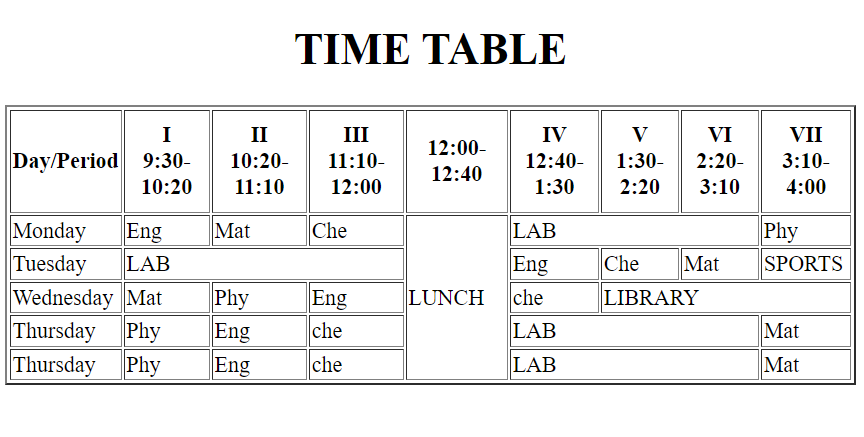 TIME TABLE
Day/Period I 9:30-10:20 II 10:20-11:10 III 11:10-12:00 12:00-12:40 IV 12:40-1:30 V 1:30-2:20 VI 2:20-3:10 VII 3:10-4:00
Monday Eng Mat Che LUNCH LAB Phy
Tuesday LAB Eng Che Mat SPORTS
Wednesday Mat Phy Eng che LIBRARY
Thursday Phy Eng che LAB Mat
Thursday Phy Eng che LAB Mat